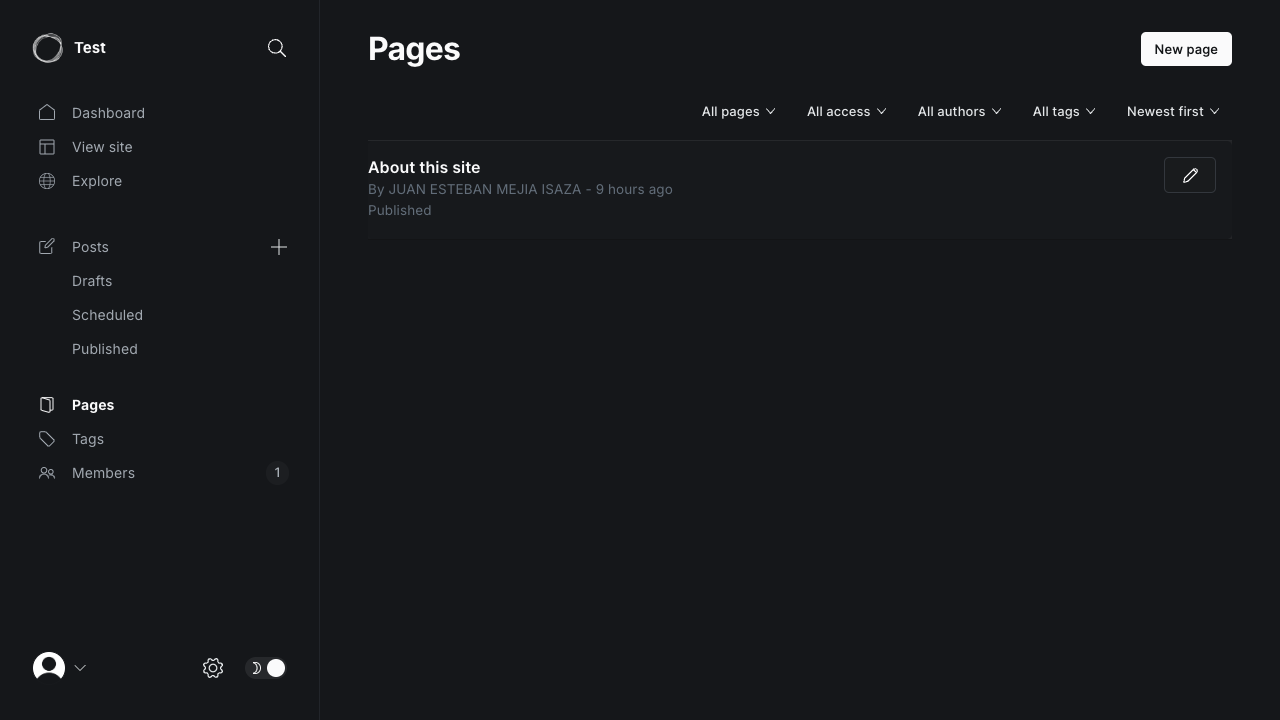 Test
Dashboard
View site
Explore
Posts
Drafts
Scheduled
Published
Pages
Tags
Members 1
Pages
New page
All pages All access All authors All tags Newest first
About this site
By JUAN ESTEBAN MEJIA ISAZA - 9 hours ago
Published